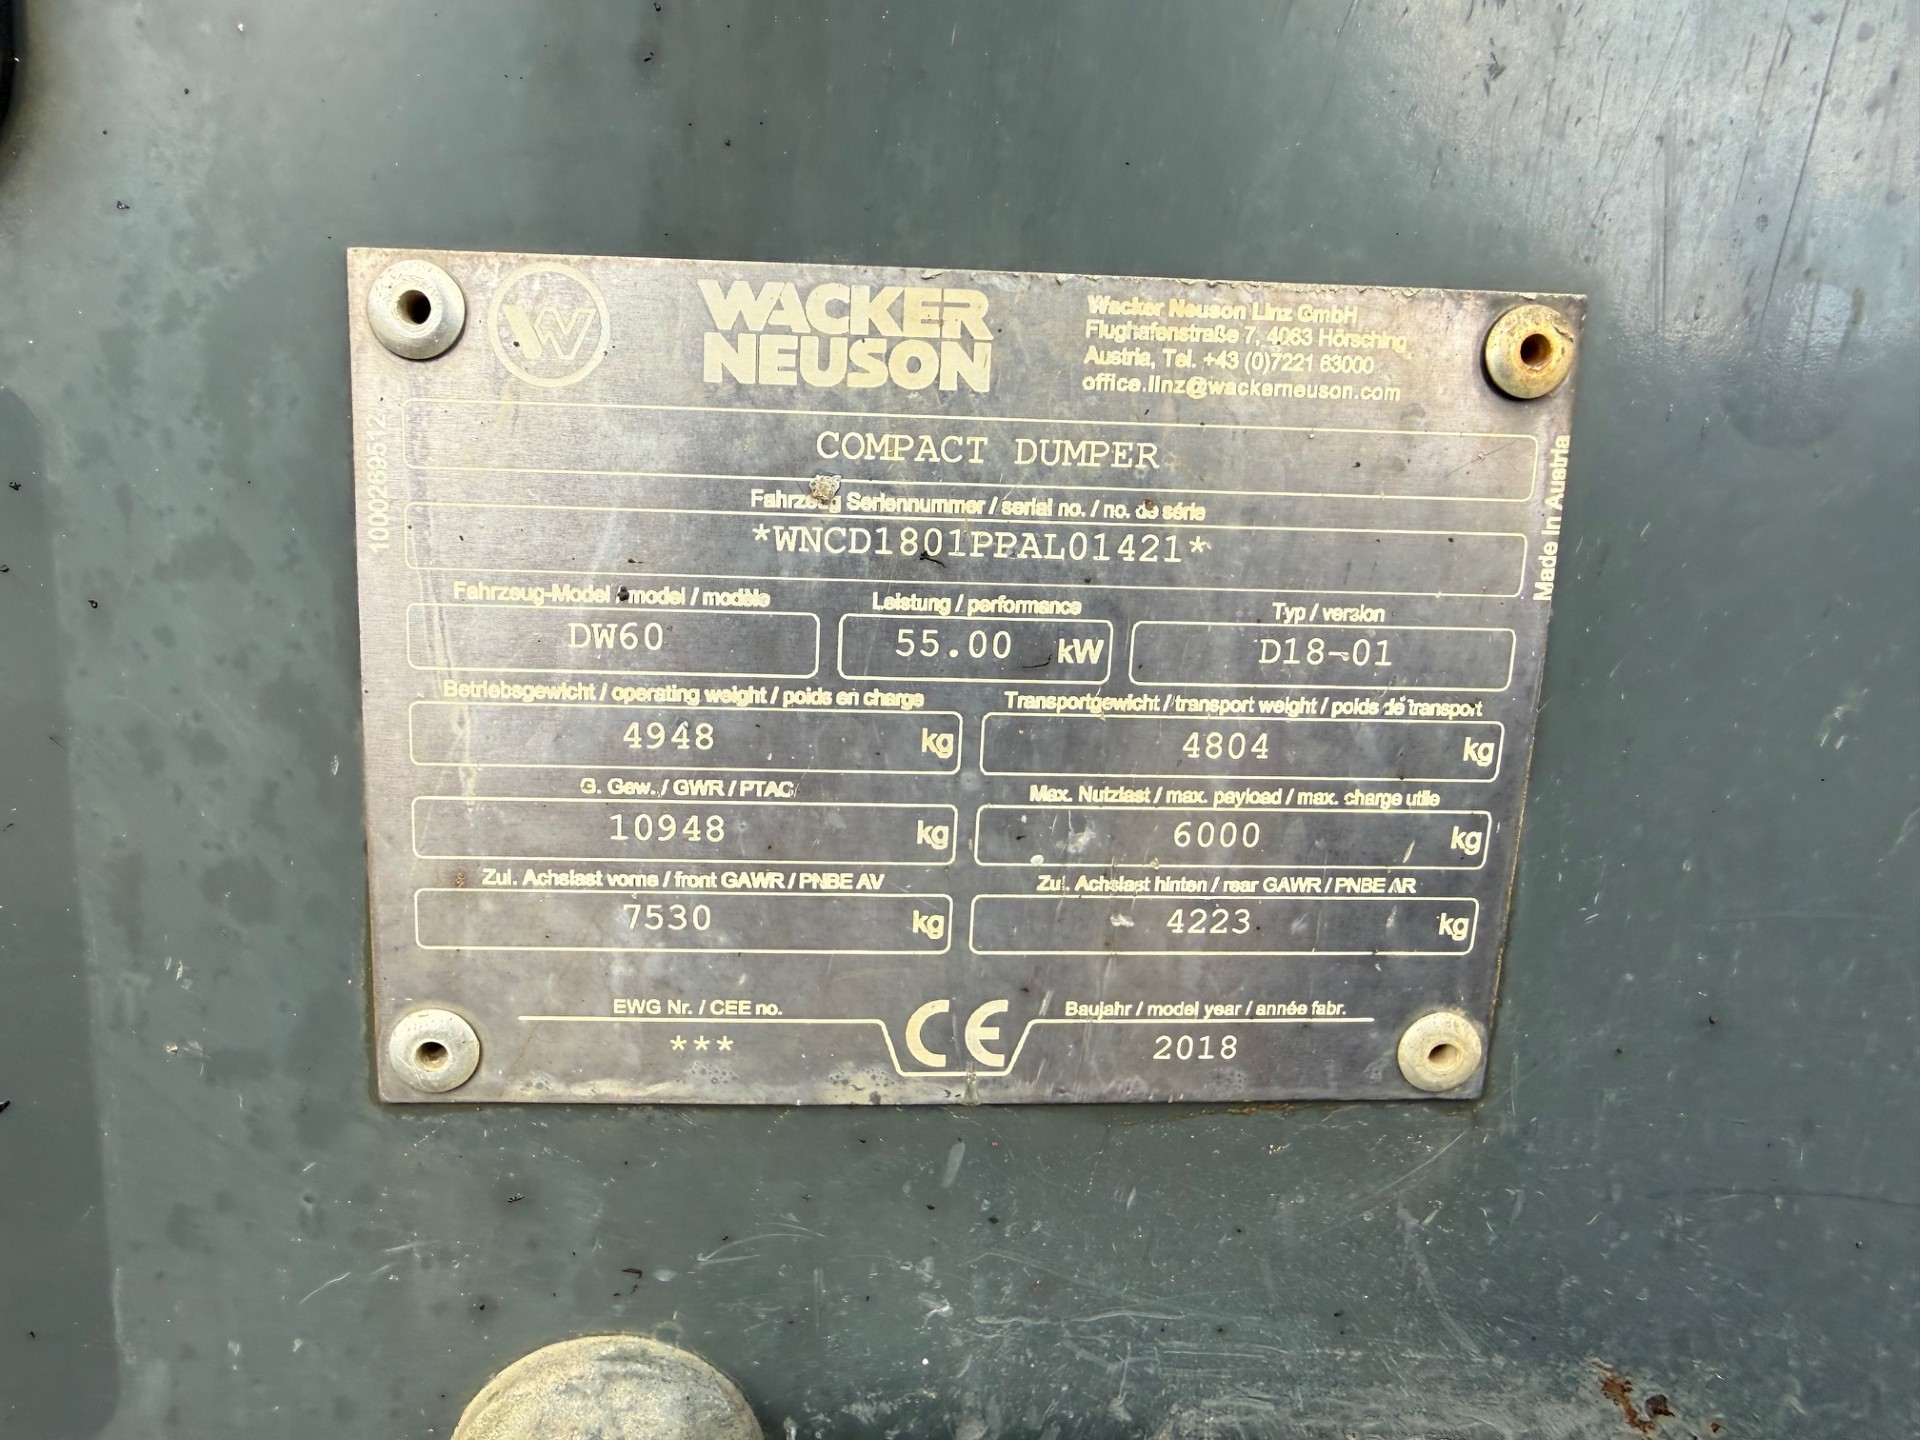 WACKER
NEUSON
Wacker Neuson Linz GmbH
Flughafenstraße 7, 4063 Hörsching
Austria, Tel. +43 (0)7221 63000
office.linz@wackerneuson.com
1000269512
Made in Austria
COMPACT DUMPER
Fahrzeug Seriennummer / serial no. / no. de série
*WNCD1801PPAL01421*
Fahrzeug-Model / model / modèle
DW60
Leistung / performance
55.00 kW
Typ / version
D18-01
Betriebsgewicht / operating weight / poids en charge
4948 kg
Transportgewicht / transport weight / poids de transport
4804 kg
G. Gew. / GWR / PTAC
10948 kg
Max. Nutzlast / max. payload / max. charge utile
6000 kg
Zul. Achslast vorne / front GAWR / PNBE AV
7530 kg
Zul. Achslast hinten / rear GAWR / PNBE AR
4223 kg
EWG Nr. / CEE no.
***
CE
Baujahr / model year / année fabr.
2018